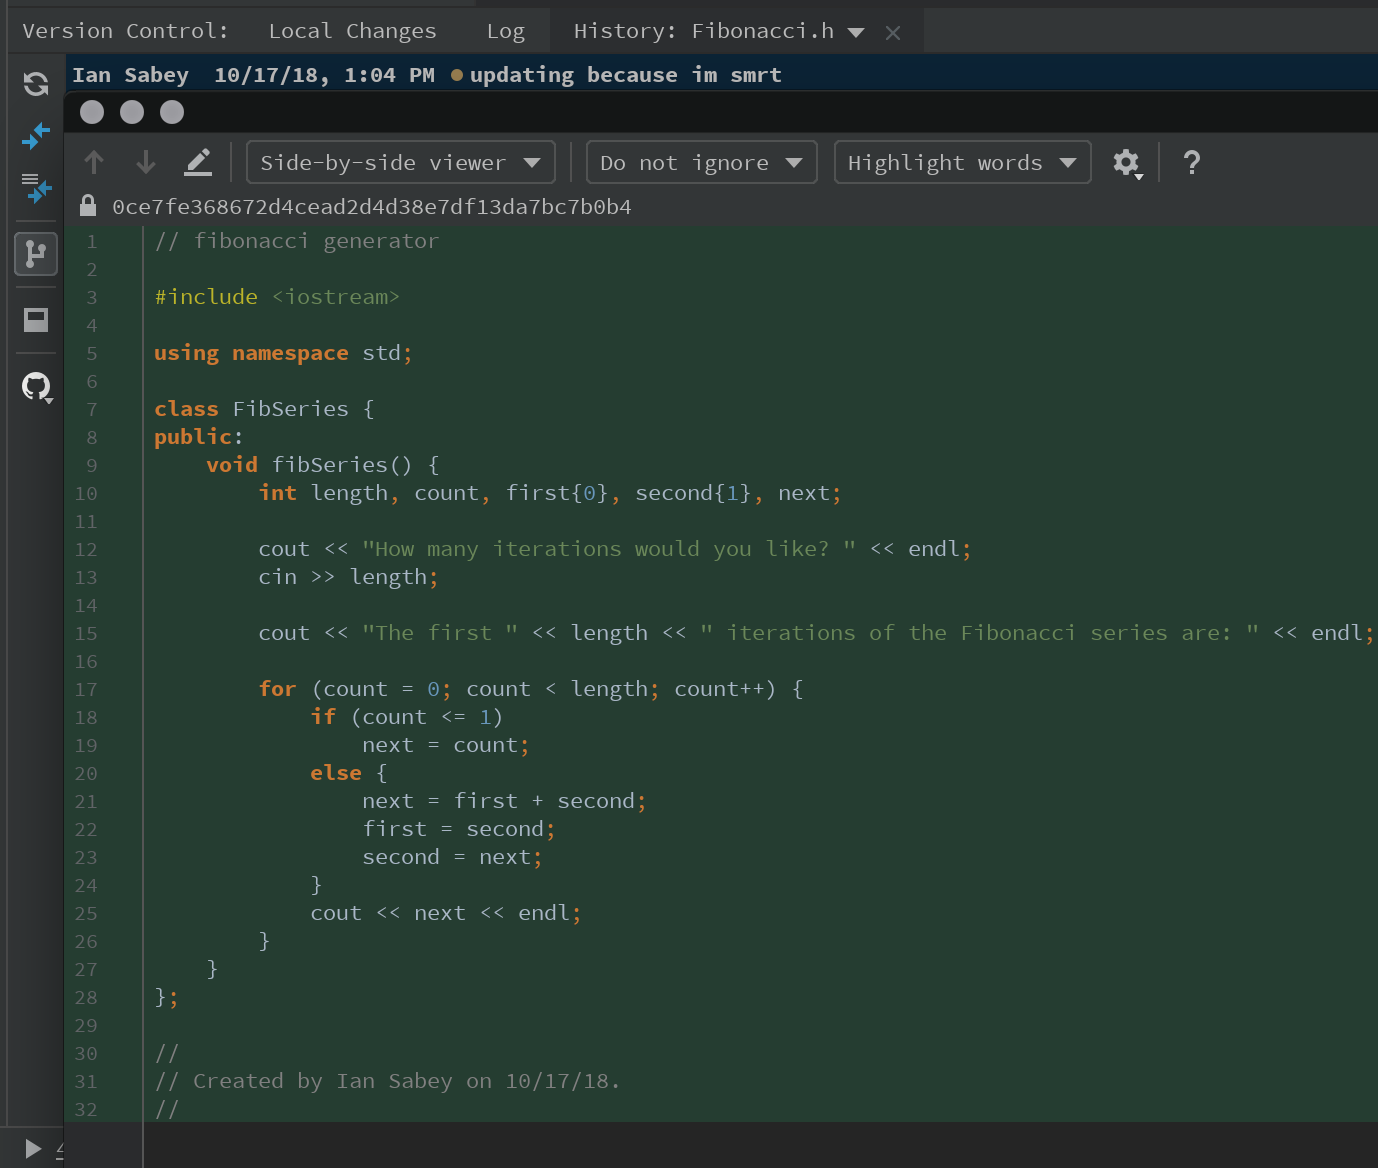 Version Control: Local Changes Log History: Fibonacci.h
Ian Sabey 10/17/18, 1:04 PM updating because im smrt
Side-by-side viewer Do not ignore Highlight words ?
0ce7fe368672d4cead2d4d38e7df13da7bc7b0b4
1 // fibonacci generator
2
3 #include <iostream>
4
5 using namespace std;
6
7 class FibSeries {
8 public:
9     void fibSeries() {
10         int length, count, first{0}, second{1}, next;
11
12         cout << "How many iterations would you like? " << endl;
13         cin >> length;
14
15         cout << "The first " << length << " iterations of the Fibonacci series are: " << endl;
16
17         for (count = 0; count < length; count++) {
18             if (count <= 1)
19                 next = count;
20             else {
21                 next = first + second;
22                 first = second;
23                 second = next;
24             }
25             cout << next << endl;
26         }
27     }
28 };
29
30 //
31 // Created by Ian Sabey on 10/17/18.
32 //